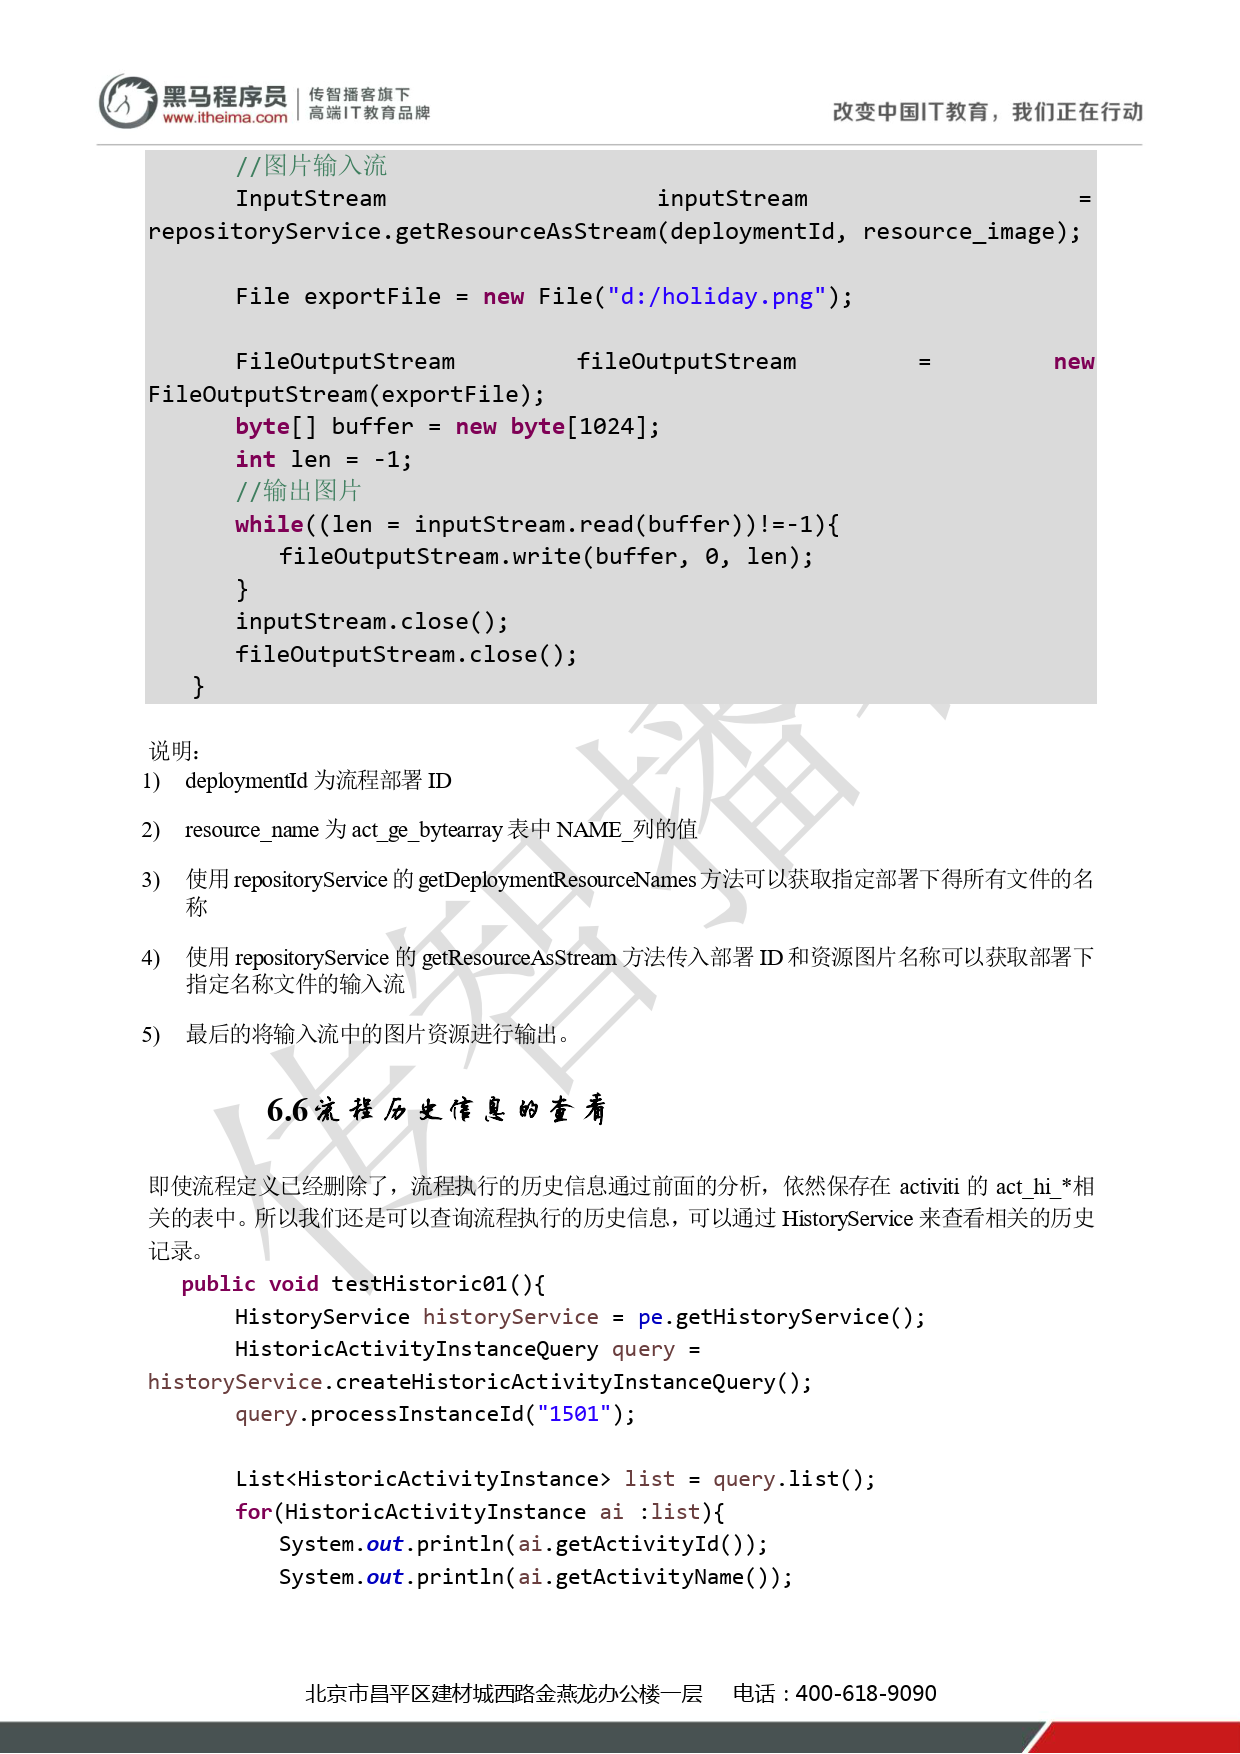 黑马程序员
www.itheima.com
传智播客旗下
高端IT教育品牌
改变中国IT教育，我们正在行动
//图片输入流
InputStream inputStream =
repositoryService.getResourceAsStream(deploymentId, resource_image);
File exportFile = new File("d:/holiday.png");
FileOutputStream fileOutputStream = new
FileOutputStream(exportFile);
byte[] buffer = new byte[1024];
int len = -1;
//输出图片
while((len = inputStream.read(buffer))!=-1){
fileOutputStream.write(buffer, 0, len);
}
inputStream.close();
fileOutputStream.close();
}
说明：
1) deploymentId 为流程部署 ID
2) resource_name 为 act_ge_bytearray 表中 NAME_列的值
3) 使用 repositoryService 的 getDeploymentResourceNames 方法可以获取指定部署下得所有文件的名
称
4) 使用 repositoryService 的 getResourceAsStream 方法传入部署 ID 和资源图片名称可以获取部署下
指定名称文件的输入流
5) 最后的将输入流中的图片资源进行输出。
6.6 流程历史信息的查看
即使流程定义已经删除了，流程执行的历史信息通过前面的分析，依然保存在 activiti 的 act_hi_*相
关的表中。所以我们还是可以查询流程执行的历史信息，可以通过 HistoryService 来查看相关的历史
记录。
public void testHistoric01(){
HistoryService historyService = pe.getHistoryService();
HistoricActivityInstanceQuery query =
historyService.createHistoricActivityInstanceQuery();
query.processInstanceId("1501");
List<HistoricActivityInstance> list = query.list();
for(HistoricActivityInstance ai :list){
System.out.println(ai.getActivityId());
System.out.println(ai.getActivityName());
传智播
北京市昌平区建材城西路金燕龙办公楼一层 电话：400-618-9090